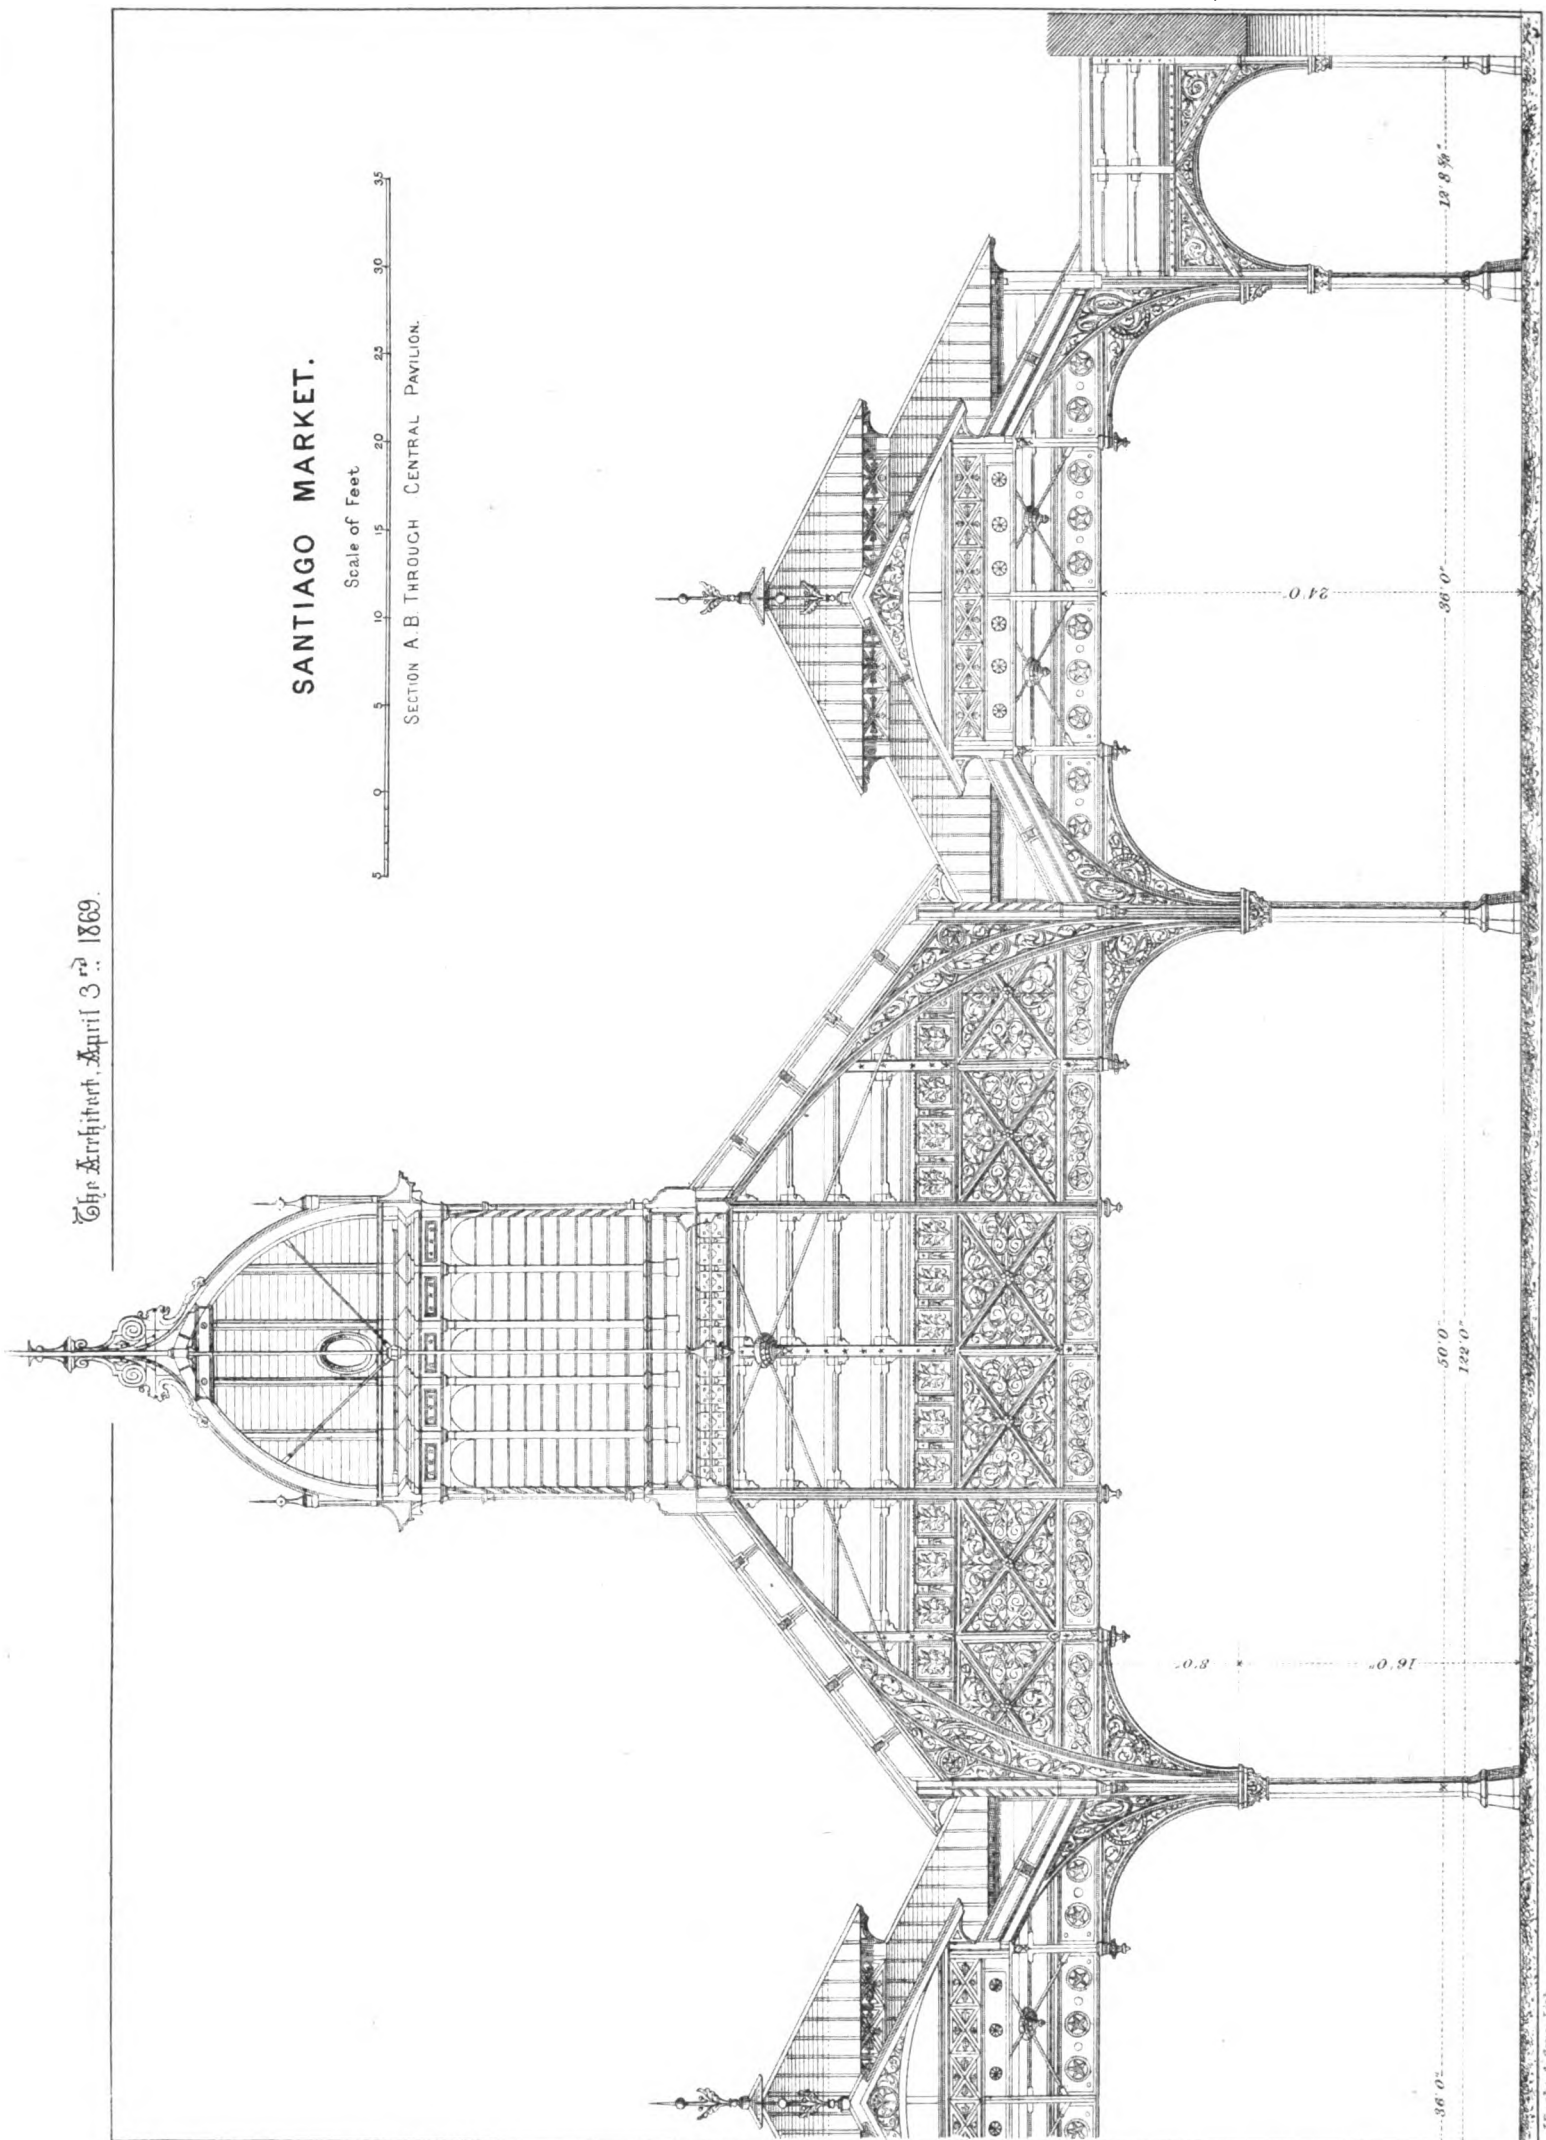 The Architect, April 3rd. 1869.
SANTIAGO MARKET.
Scale of Feet
5 0 5 10 15 20 25 30 35
SECTION A.B. THROUGH CENTRAL PAVILION.
8'.0"
16'.0"
24'.0"
36'0"
50'0"
36'0"
12'8⅝"
122'0"